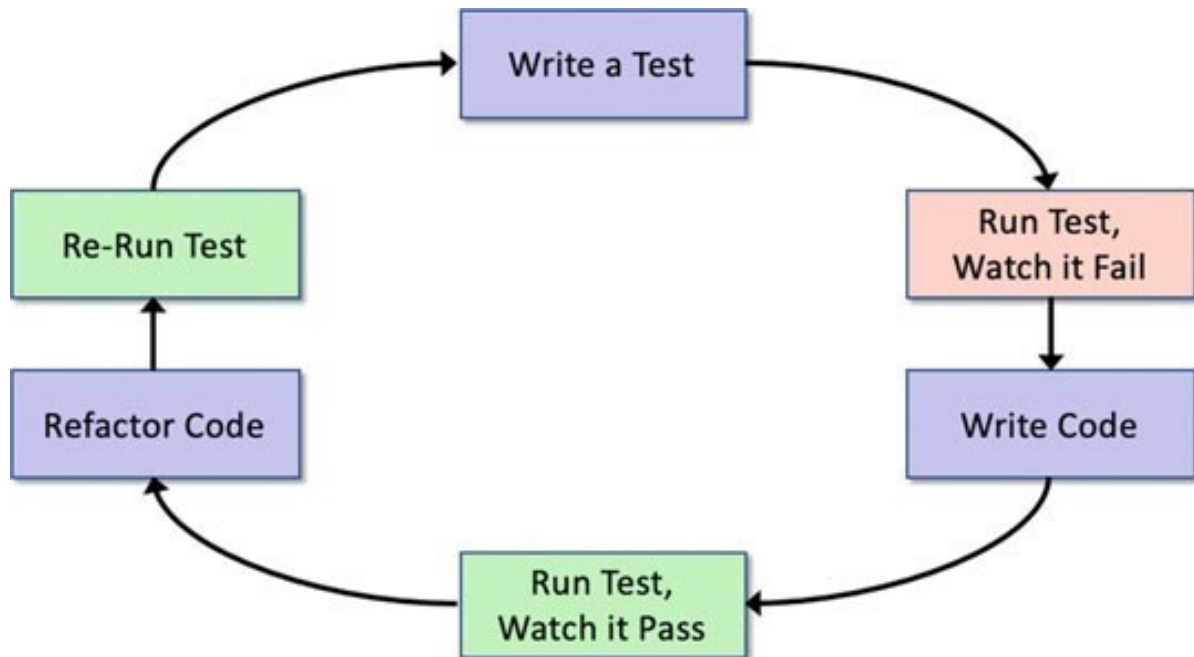 Write a Test
Run Test,
Watch it Fail
Write Code
Run Test,
Watch it Pass
Refactor Code
Re-Run Test